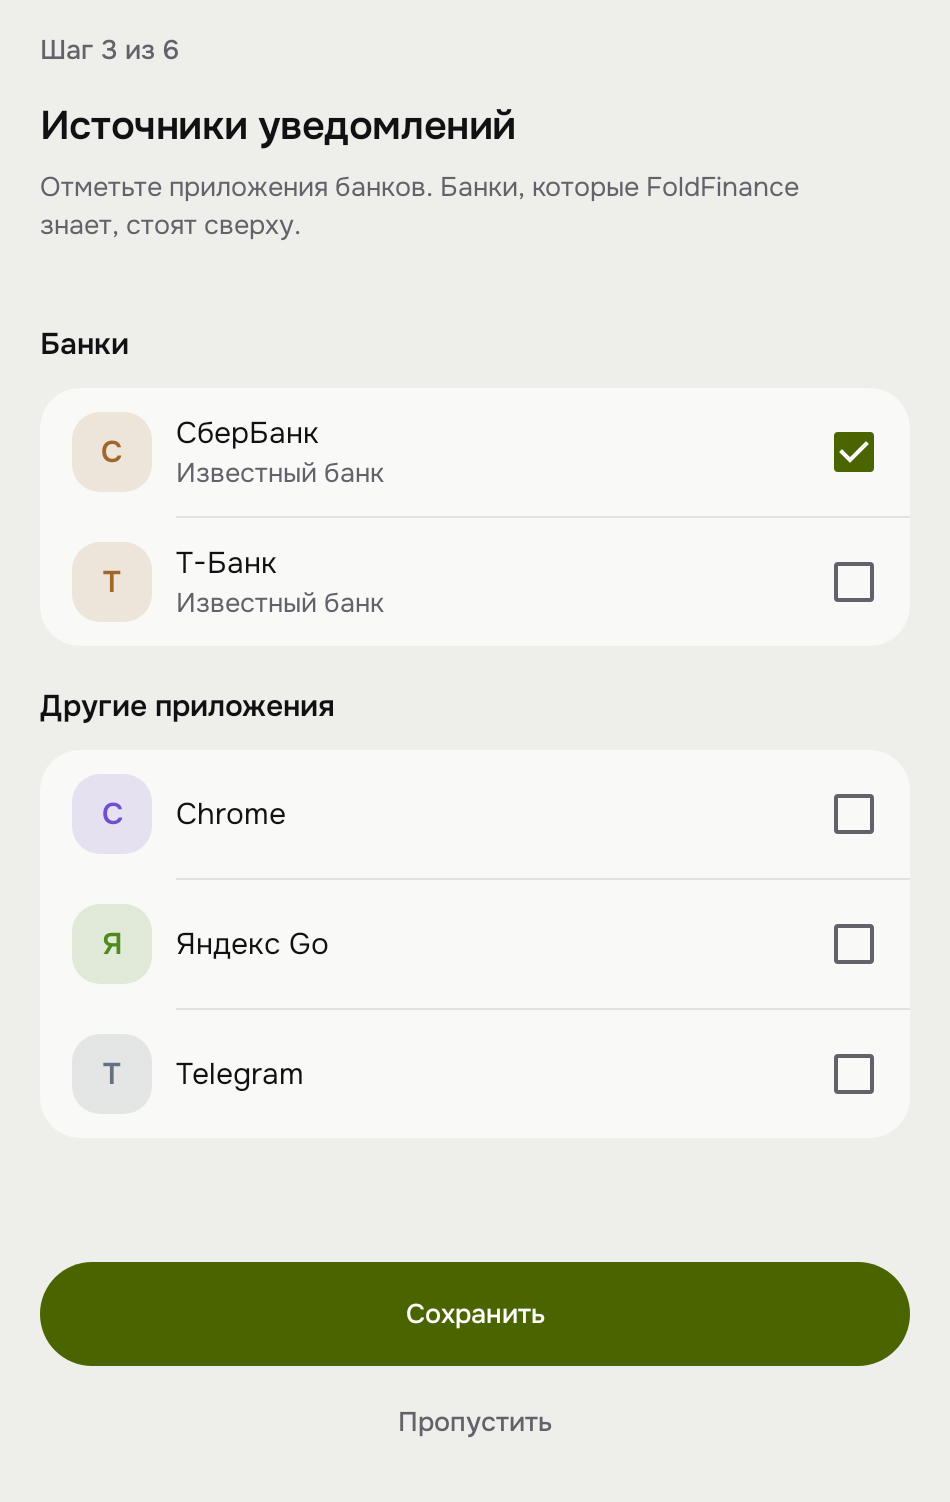 Шаг 3 из 6
Источники уведомлений
Отметьте приложения банков. Банки, которые FoldFinance
знает, стоят сверху.
Банки
С
СберБанк
Известный банк
Т
Т-Банк
Известный банк
Другие приложения
C
Chrome
Я
Яндекс Go
T
Telegram
Сохранить
Пропустить